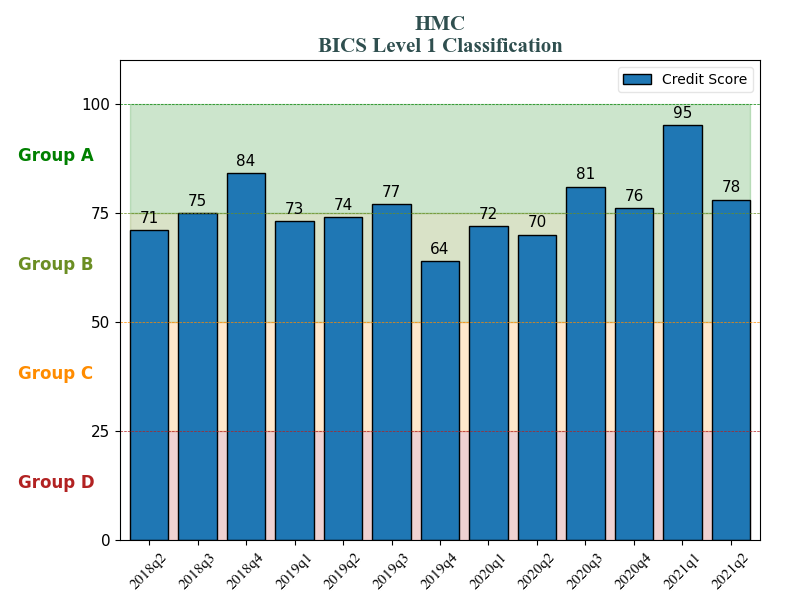 HMC
BICS Level 1 Classification
Credit Score
100
Group A
75
Group B
50
Group C
25
Group D
0
71
75
84
73
74
77
64
72
70
81
76
95
78
2018q2
2018q3
2018q4
2019q1
2019q2
2019q3
2019q4
2020q1
2020q2
2020q3
2020q4
2021q1
2021q2